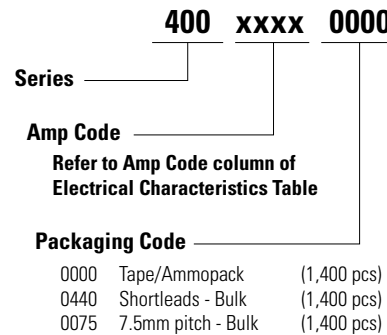 400 xxxx 0000
Series
Amp Code
Refer to Amp Code column of
Electrical Characteristics Table
Packaging Code
0000 Tape/Ammopack (1,400 pcs)
0440 Shortleads - Bulk (1,400 pcs)
0075 7.5mm pitch - Bulk (1,400 pcs)